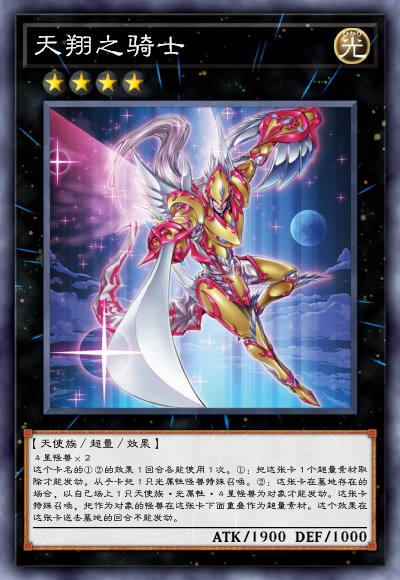 天翔之骑士
ひかり
光
【天使族／超量／效果】
4星怪兽×2
这个卡名的①②的效果1回合各能使用1次。①：把这张卡1个超量素材取
除才能发动。从手卡把1只光属性怪兽特殊召唤。②：这张卡在墓地存在的
场合，以自己场上1只天使族·光属性·4星怪兽为对象才能发动。这张卡
特殊召唤，把作为对象的怪兽在这张卡下面重叠作为超量素材。这个效果在
这张卡送去墓地的回合不能发动。
ATK/1900 DEF/1000